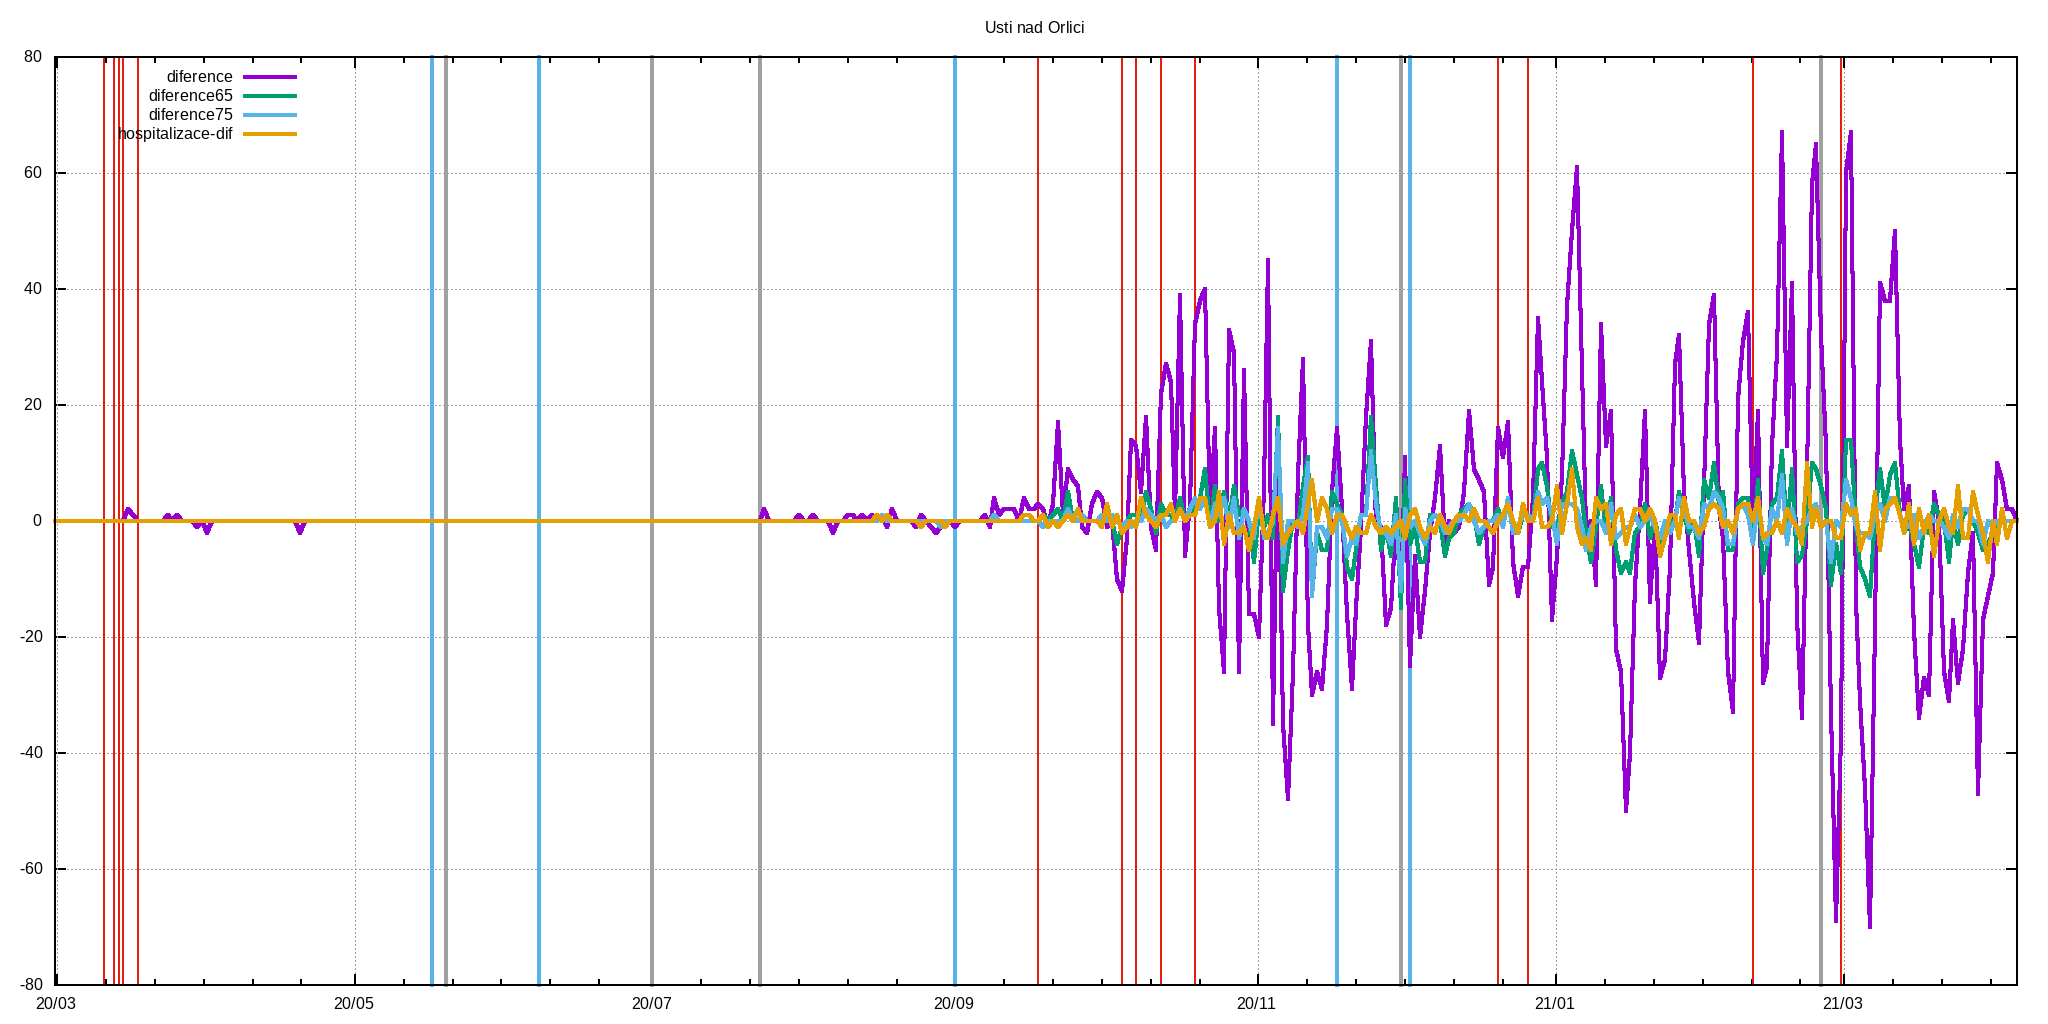 Usti nad Orlici
80
60
40
20
0
-20
-40
-60
-80
diference
diference65
diference75
hospitalizace-dif
20/03 20/05 20/07 20/09 20/11 21/01 21/03